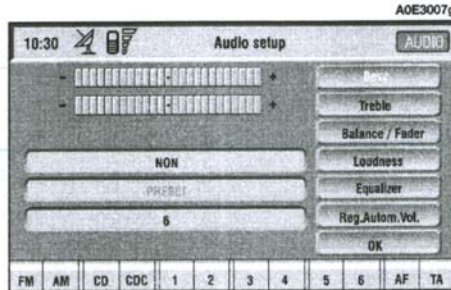 A0E3007g
10:30 Audio setup AUDIO
- - +
Bass
- - +
Treble
Balance / Fader
NON
Loudness
PRESET
Equalizer
6
Reg.Autom.Vol.
OK
FM AM CD CDC 1 2 3 4 5 6 AF TA